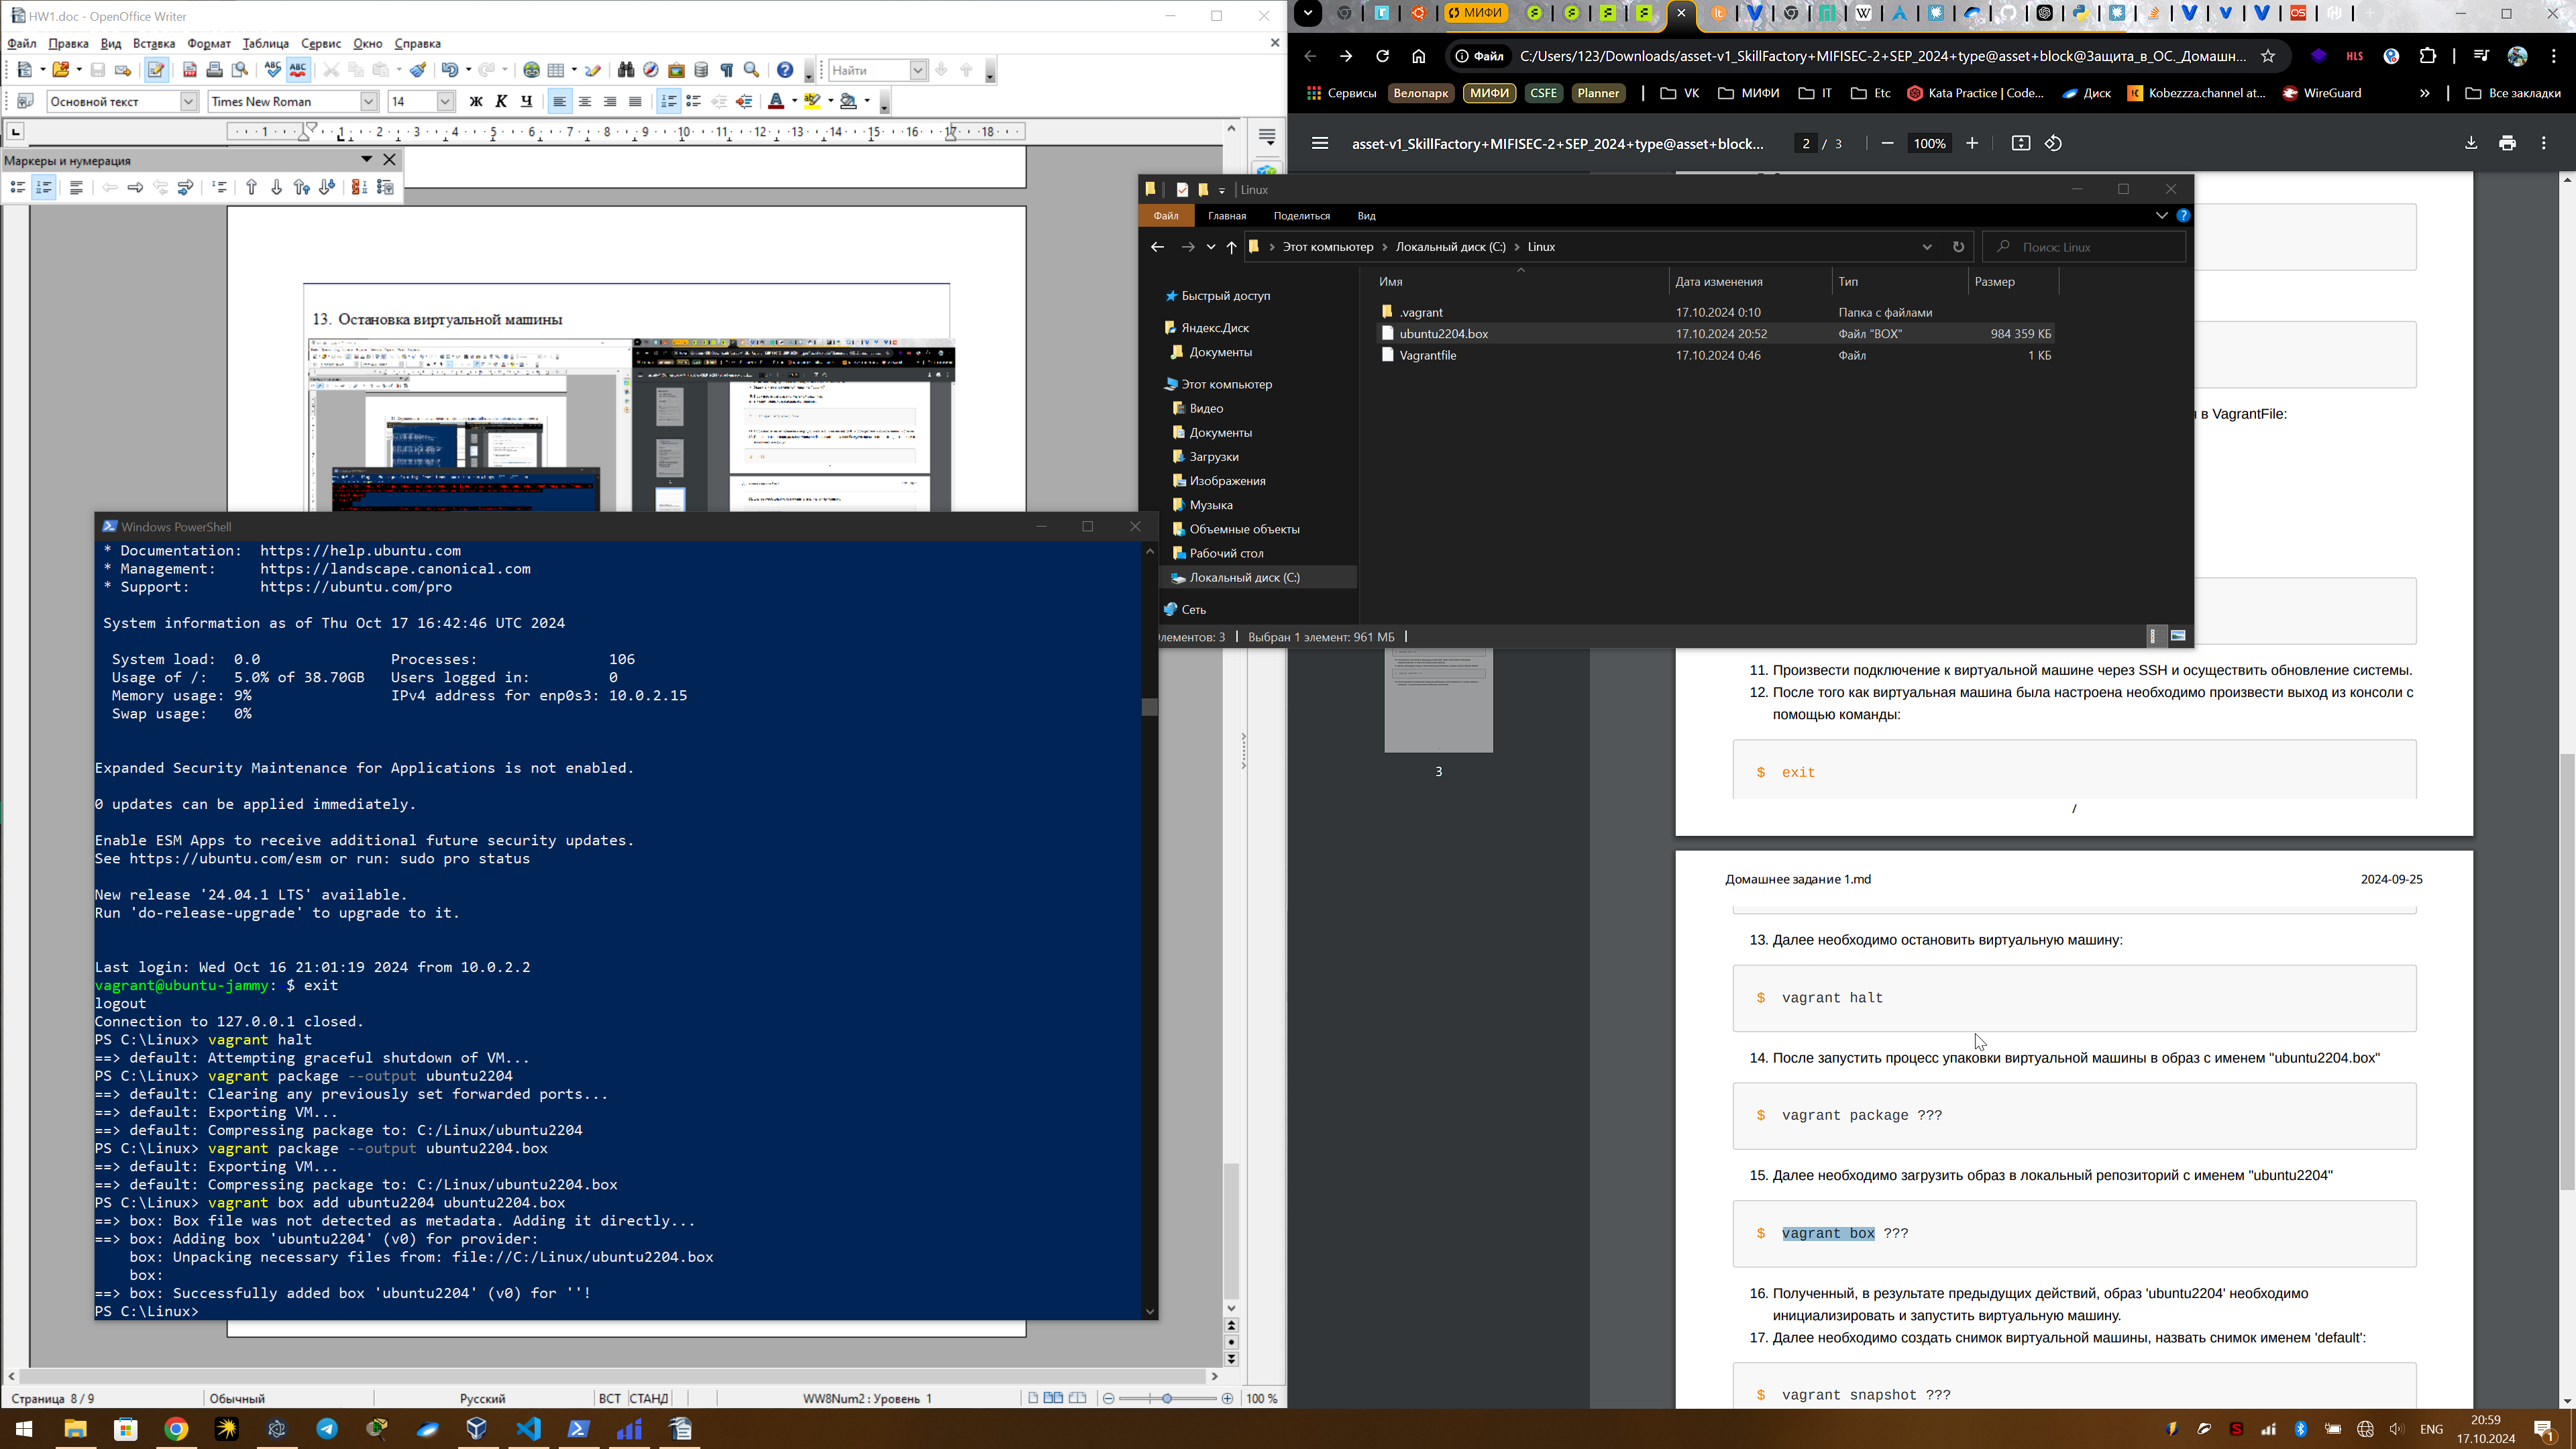 HW1.doc - OpenOffice Writer
Файл Правка Вид Вставка Формат Таблица Сервис Окно Справка
Найти
Основной текст Times New Roman 14 Ж К Ч
Маркеры и нумерация
13. Остановка виртуальной машины
Windows PowerShell
* Documentation: https://help.ubuntu.com
* Management: https://landscape.canonical.com
* Support: https://ubuntu.com/pro
System information as of Thu Oct 17 16:42:46 UTC 2024
System load: 0.0 Processes: 106
Usage of /: 5.0% of 38.70GB Users logged in: 0
Memory usage: 9% IPv4 address for enp0s3: 10.0.2.15
Swap usage: 0%
Expanded Security Maintenance for Applications is not enabled.
0 updates can be applied immediately.
Enable ESM Apps to receive additional future security updates.
See https://ubuntu.com/esm or run: sudo pro status
New release '24.04.1 LTS' available.
Run 'do-release-upgrade' to upgrade to it.
Last login: Wed Oct 16 21:01:19 2024 from 10.0.2.2
vagrant@ubuntu-jammy: $ exit
logout
Connection to 127.0.0.1 closed.
PS C:\Linux> vagrant halt
==> default: Attempting graceful shutdown of VM...
PS C:\Linux> vagrant package --output ubuntu2204
==> default: Clearing any previously set forwarded ports...
==> default: Exporting VM...
==> default: Compressing package to: C:/Linux/ubuntu2204
PS C:\Linux> vagrant package --output ubuntu2204.box
==> default: Exporting VM...
==> default: Compressing package to: C:/Linux/ubuntu2204.box
PS C:\Linux> vagrant box add ubuntu2204 ubuntu2204.box
==> box: Box file was not detected as metadata. Adding it directly...
==> box: Adding box 'ubuntu2204' (v0) for provider:
box: Unpacking necessary files from: file://C:/Linux/ubuntu2204.box
box:
==> box: Successfully added box 'ubuntu2204' (v0) for ''!
PS C:\Linux>
Страница 8 / 9 Обычный Русский ВСТ СТАНД WW8Num2 : Уровень 1 100 %
МИФИ
Файл C:/Users/123/Downloads/asset-v1_SkillFactory+MIFISEC-2+SEP_2024+type@asset+block@Защита_в_ОС._Домашн...
Сервисы Велопарк МИФИ CSFE Planner VK МИФИ IT Etc Kata Practice | Code... Диск Kobezzza.channel at... WireGuard » Все закладки
asset-v1_SkillFactory+MIFISEC-2+SEP_2024+type@asset+block... 2 / 3 100%
Linux
Файл Главная Поделиться Вид
Этот компьютер Локальный диск (C:) Linux Поиск: Linux
Имя Дата изменения Тип Размер
.vagrant 17.10.2024 0:10 Папка с файлами
ubuntu2204.box 17.10.2024 20:52 Файл "BOX" 984 359 КБ
Vagrantfile 17.10.2024 0:46 Файл 1 КБ
Быстрый доступ
Яндекс.Диск
Документы
Этот компьютер
Видео
Документы
Загрузки
Изображения
Музыка
Объемные объекты
Рабочий стол
Локальный диск (C:)
Сеть
лементов: 3 Выбран 1 элемент: 961 МБ
в VagrantFile:
3
11. Произвести подключение к виртуальной машине через SSH и осуществить обновление системы.
12. После того как виртуальная машина была настроена необходимо произвести выход из консоли с
помощью команды:
$ exit
/
Домашнее задание 1.md 2024-09-25
13. Далее необходимо остановить виртуальную машину:
$ vagrant halt
14. После запустить процесс упаковки виртуальной машины в образ с именем "ubuntu2204.box"
$ vagrant package ???
15. Далее необходимо загрузить образ в локальный репозиторий с именем "ubuntu2204"
$ vagrant box ???
16. Полученный, в результате предыдущих действий, образ 'ubuntu2204' необходимо
инициализировать и запустить виртуальную машину.
17. Далее необходимо создать снимок виртуальной машины, назвать снимок именем 'default':
$ vagrant snapshot ???
ENG
20:59
17.10.2024